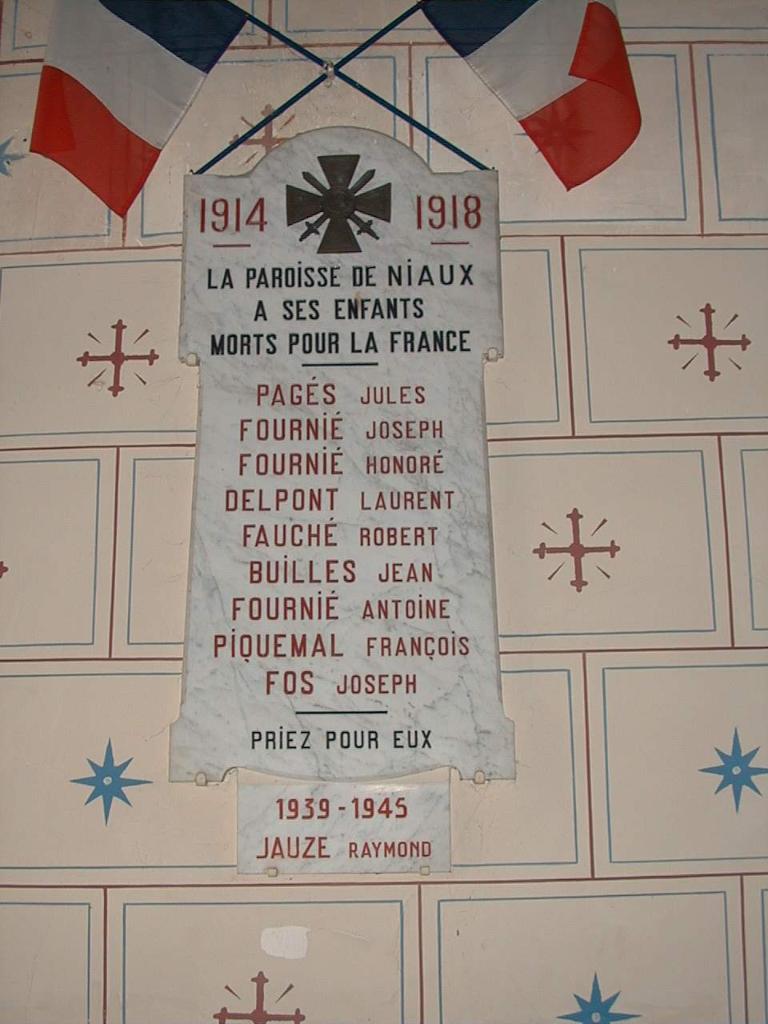 1914 1918
LA PAROISSE DE NIAUX
A SES ENFANTS
MORTS POUR LA FRANCE
PAGÉS JULES
FOURNIÉ JOSEPH
FOURNIÉ HONORÉ
DELPONT LAURENT
FAUCHÉ ROBERT
BUILLES JEAN
FOURNIÉ ANTOINE
PIQUEMAL FRANÇOIS
FOS JOSEPH
PRIEZ POUR EUX
1939-1945
JAUZE RAYMOND